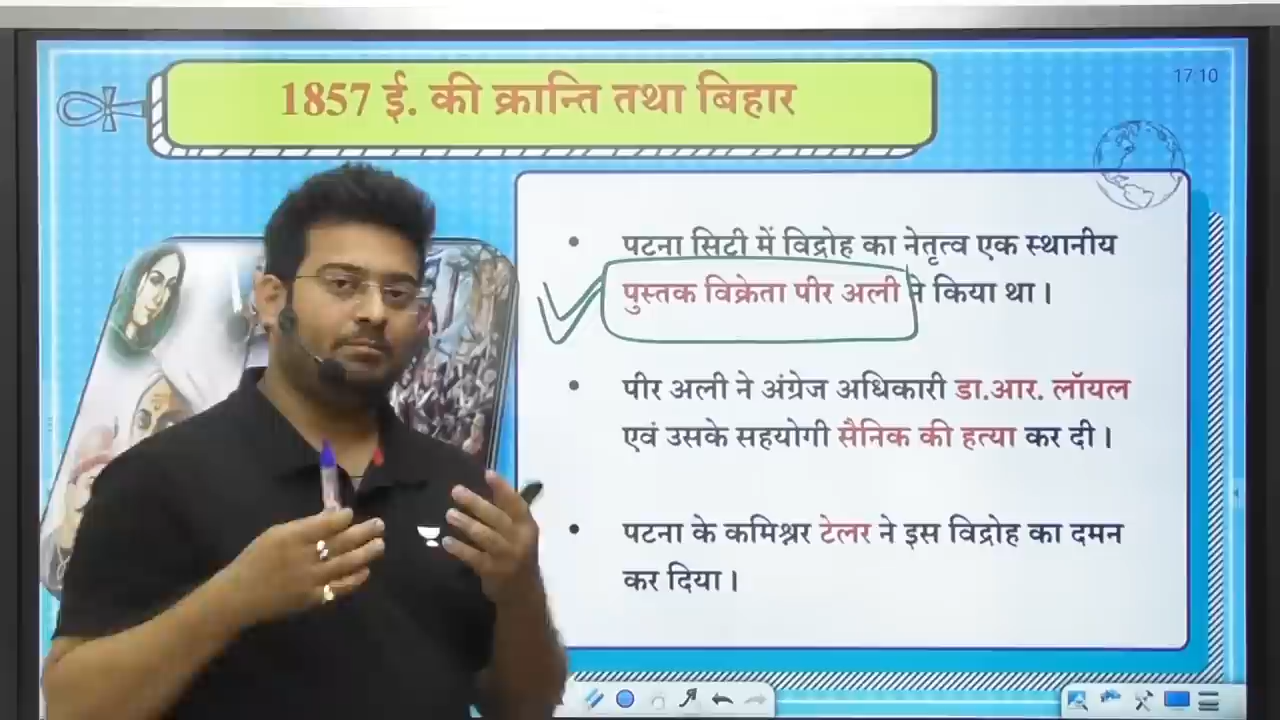 17:10
1857 ई. की क्रान्ति तथा बिहार
• पटना सिटी में विद्रोह का नेतृत्व एक स्थानीय
पुस्तक विक्रेता पीर अली ने किया था।
• पीर अली ने अंग्रेज अधिकारी डा.आर. लॉयल
एवं उसके सहयोगी सैनिक की हत्या कर दी।
• पटना के कमिश्नर टेलर ने इस विद्रोह का दमन
कर दिया।